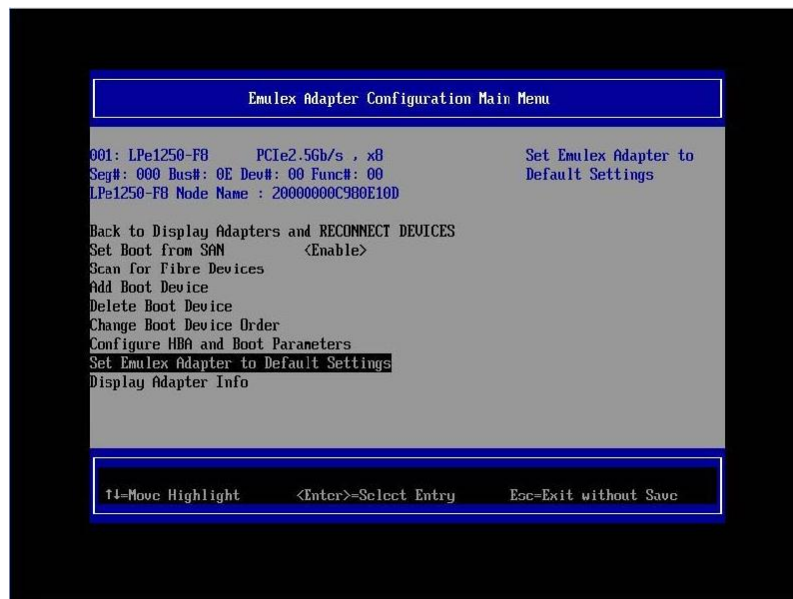 Emulex Adapter Configuration Main Menu
001: LPe1250-F8 PCIe2.5Gb/s , x8
Seg#: 000 Bus#: 0E Dev#: 00 Func#: 00
LPe1250-F8 Node Name : 20000000C980E10D
Set Emulex Adapter to
Default Settings
Back to Display Adapters and RECONNECT DEVICES
Set Boot from SAN <Enable>
Scan for Fibre Devices
Add Boot Device
Delete Boot Device
Change Boot Device Order
Configure HBA and Boot Parameters
Set Emulex Adapter to Default Settings
Display Adapter Info
↑↓=Move Highlight <Enter>=Select Entry Esc=Exit without Save